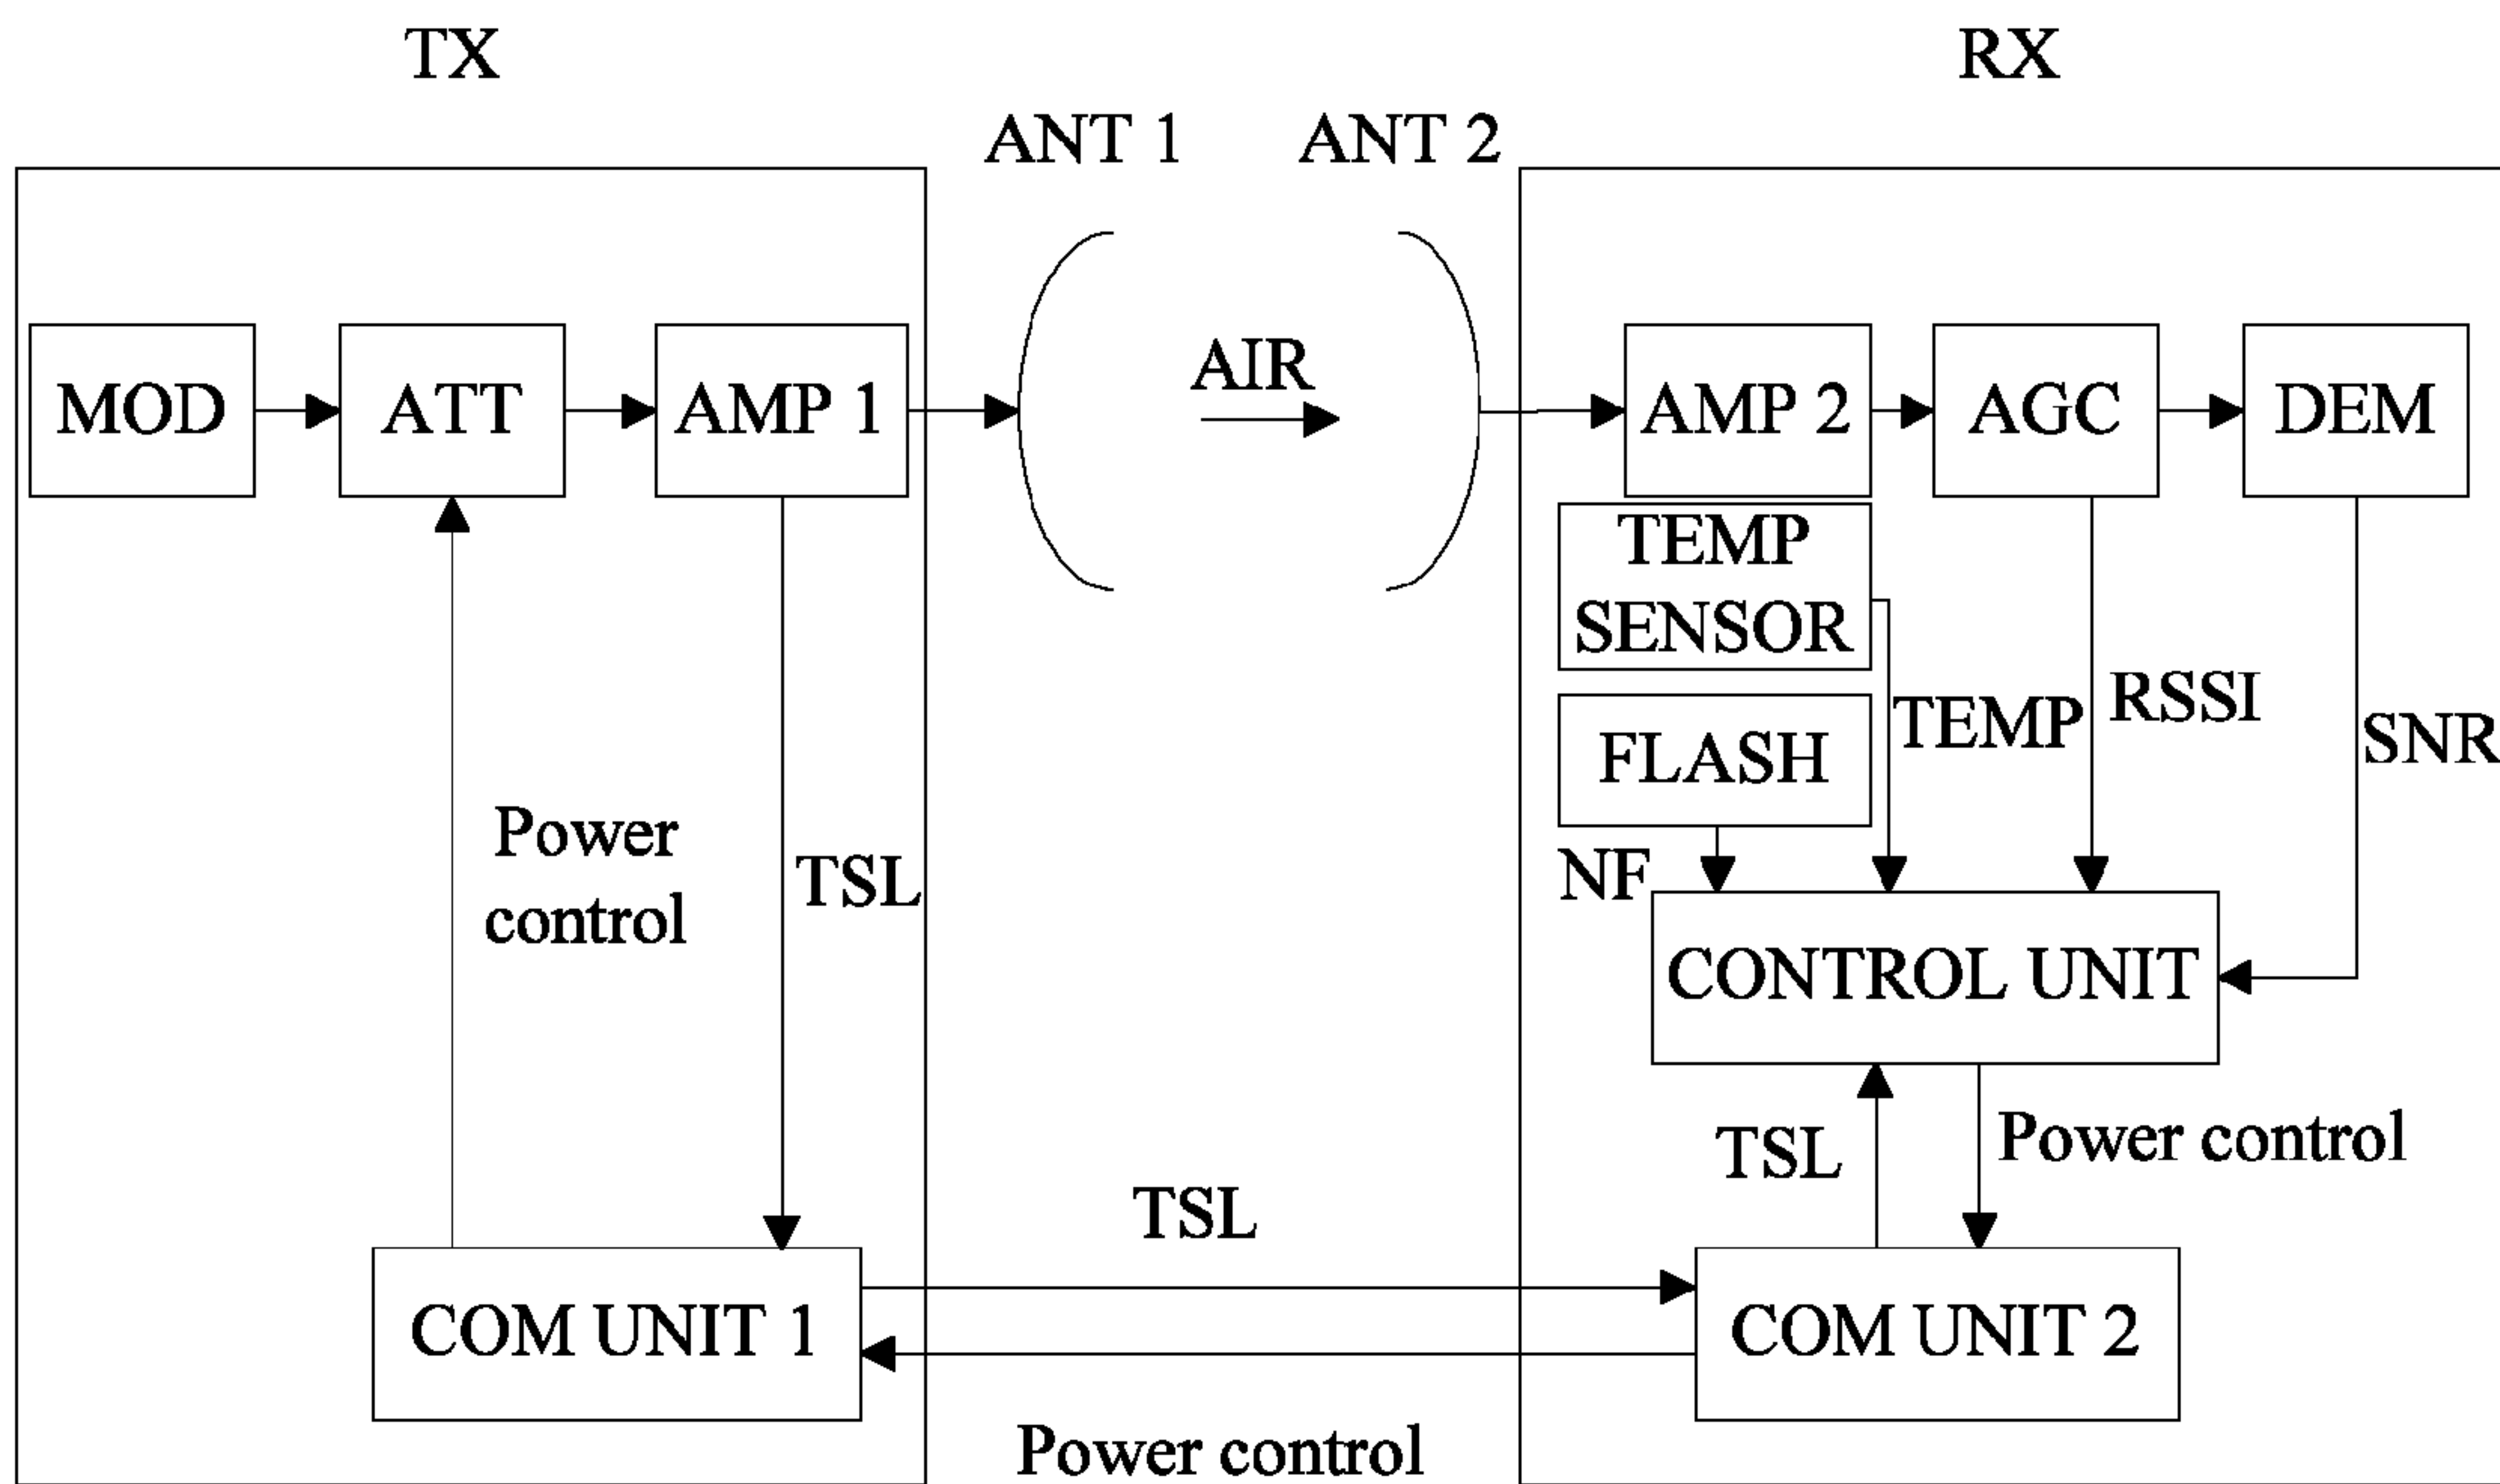 TX
RX
ANT 1
ANT 2
MOD
ATT
AMP 1
AIR
AMP 2
AGC
DEM
TEMP
SENSOR
FLASH
TEMP
RSSI
SNR
NF
Power
control
TSL
CONTROL UNIT
TSL
Power control
TSL
COM UNIT 1
COM UNIT 2
Power control